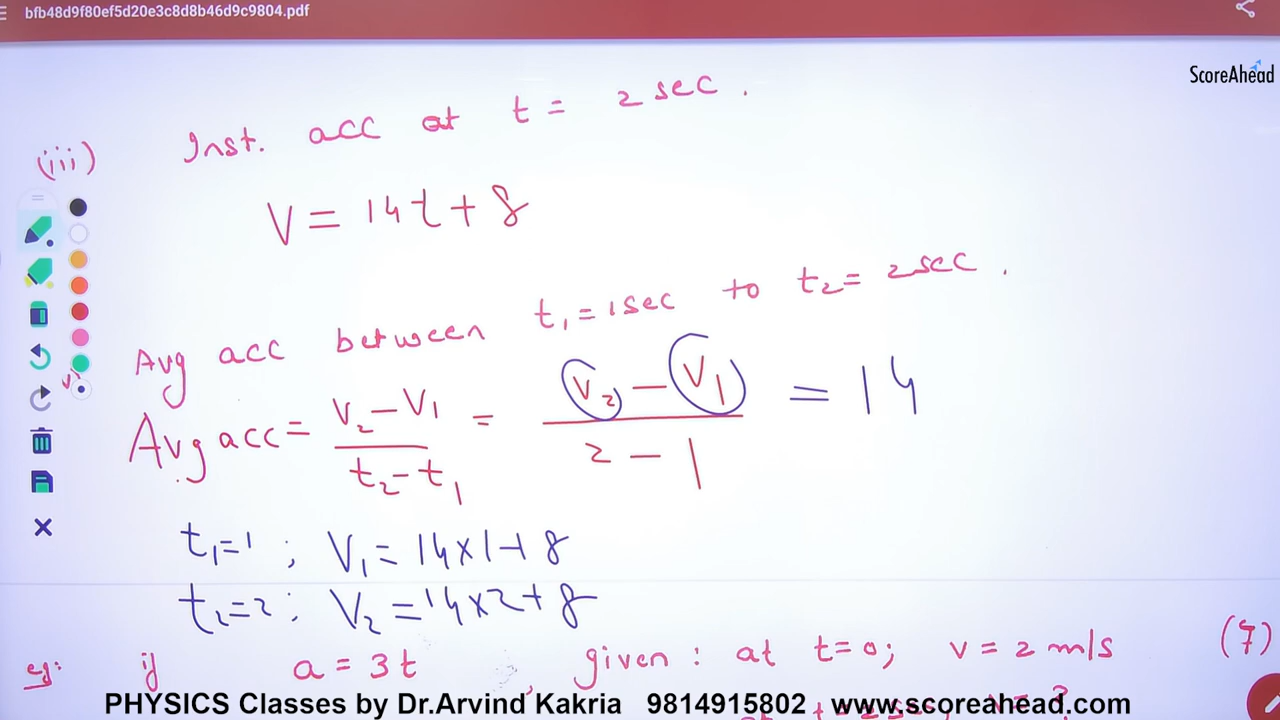 bfb48d9f80ef5d20e3c8d8b46d9c9804.pdf
ScoreAhead
(iii) Inst. acc at t = 2 sec.
V = 14t + 8
Avg acc between t₁ = 1sec to t₂ = 2sec.
Avg acc = (V₂ − V₁)/(t₂ − t₁) = (V₂ − V₁)/(2 − 1) = 14
t₁=1 ; V₁ = 14×1+8
t₂=2 ; V₂ = 14×2+8
eg: if a = 3t , given : at t=0; v = 2 m/s (7)
t=2sec, v=?
PHYSICS Classes by Dr.Arvind Kakria 9814915802 www.scoreahead.com